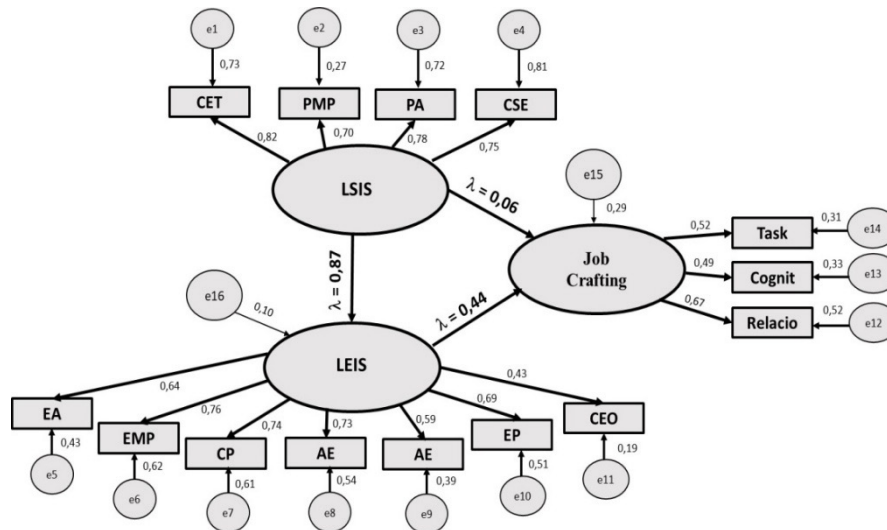 e1
e2
e3
e4
0,73
0,27
0,72
0,81
CET
PMP
PA
CSE
0,82
0,70
0,78
0,75
LSIS
λ = 0,06
e15
0,29
0,52
Task
0,31
e14
Job
Crafting
0,49
Cognit
0,33
e13
0,67
Relacio
0,52
e12
λ = 0,87
λ = 0,44
e16
0,10
LEIS
0,64
0,76
0,74
0,73
0,59
0,69
0,43
EA
EMP
CP
AE
AE
EP
CEO
0,43
0,62
0,61
0,54
0,39
0,51
0,19
e5
e6
e7
e8
e9
e10
e11